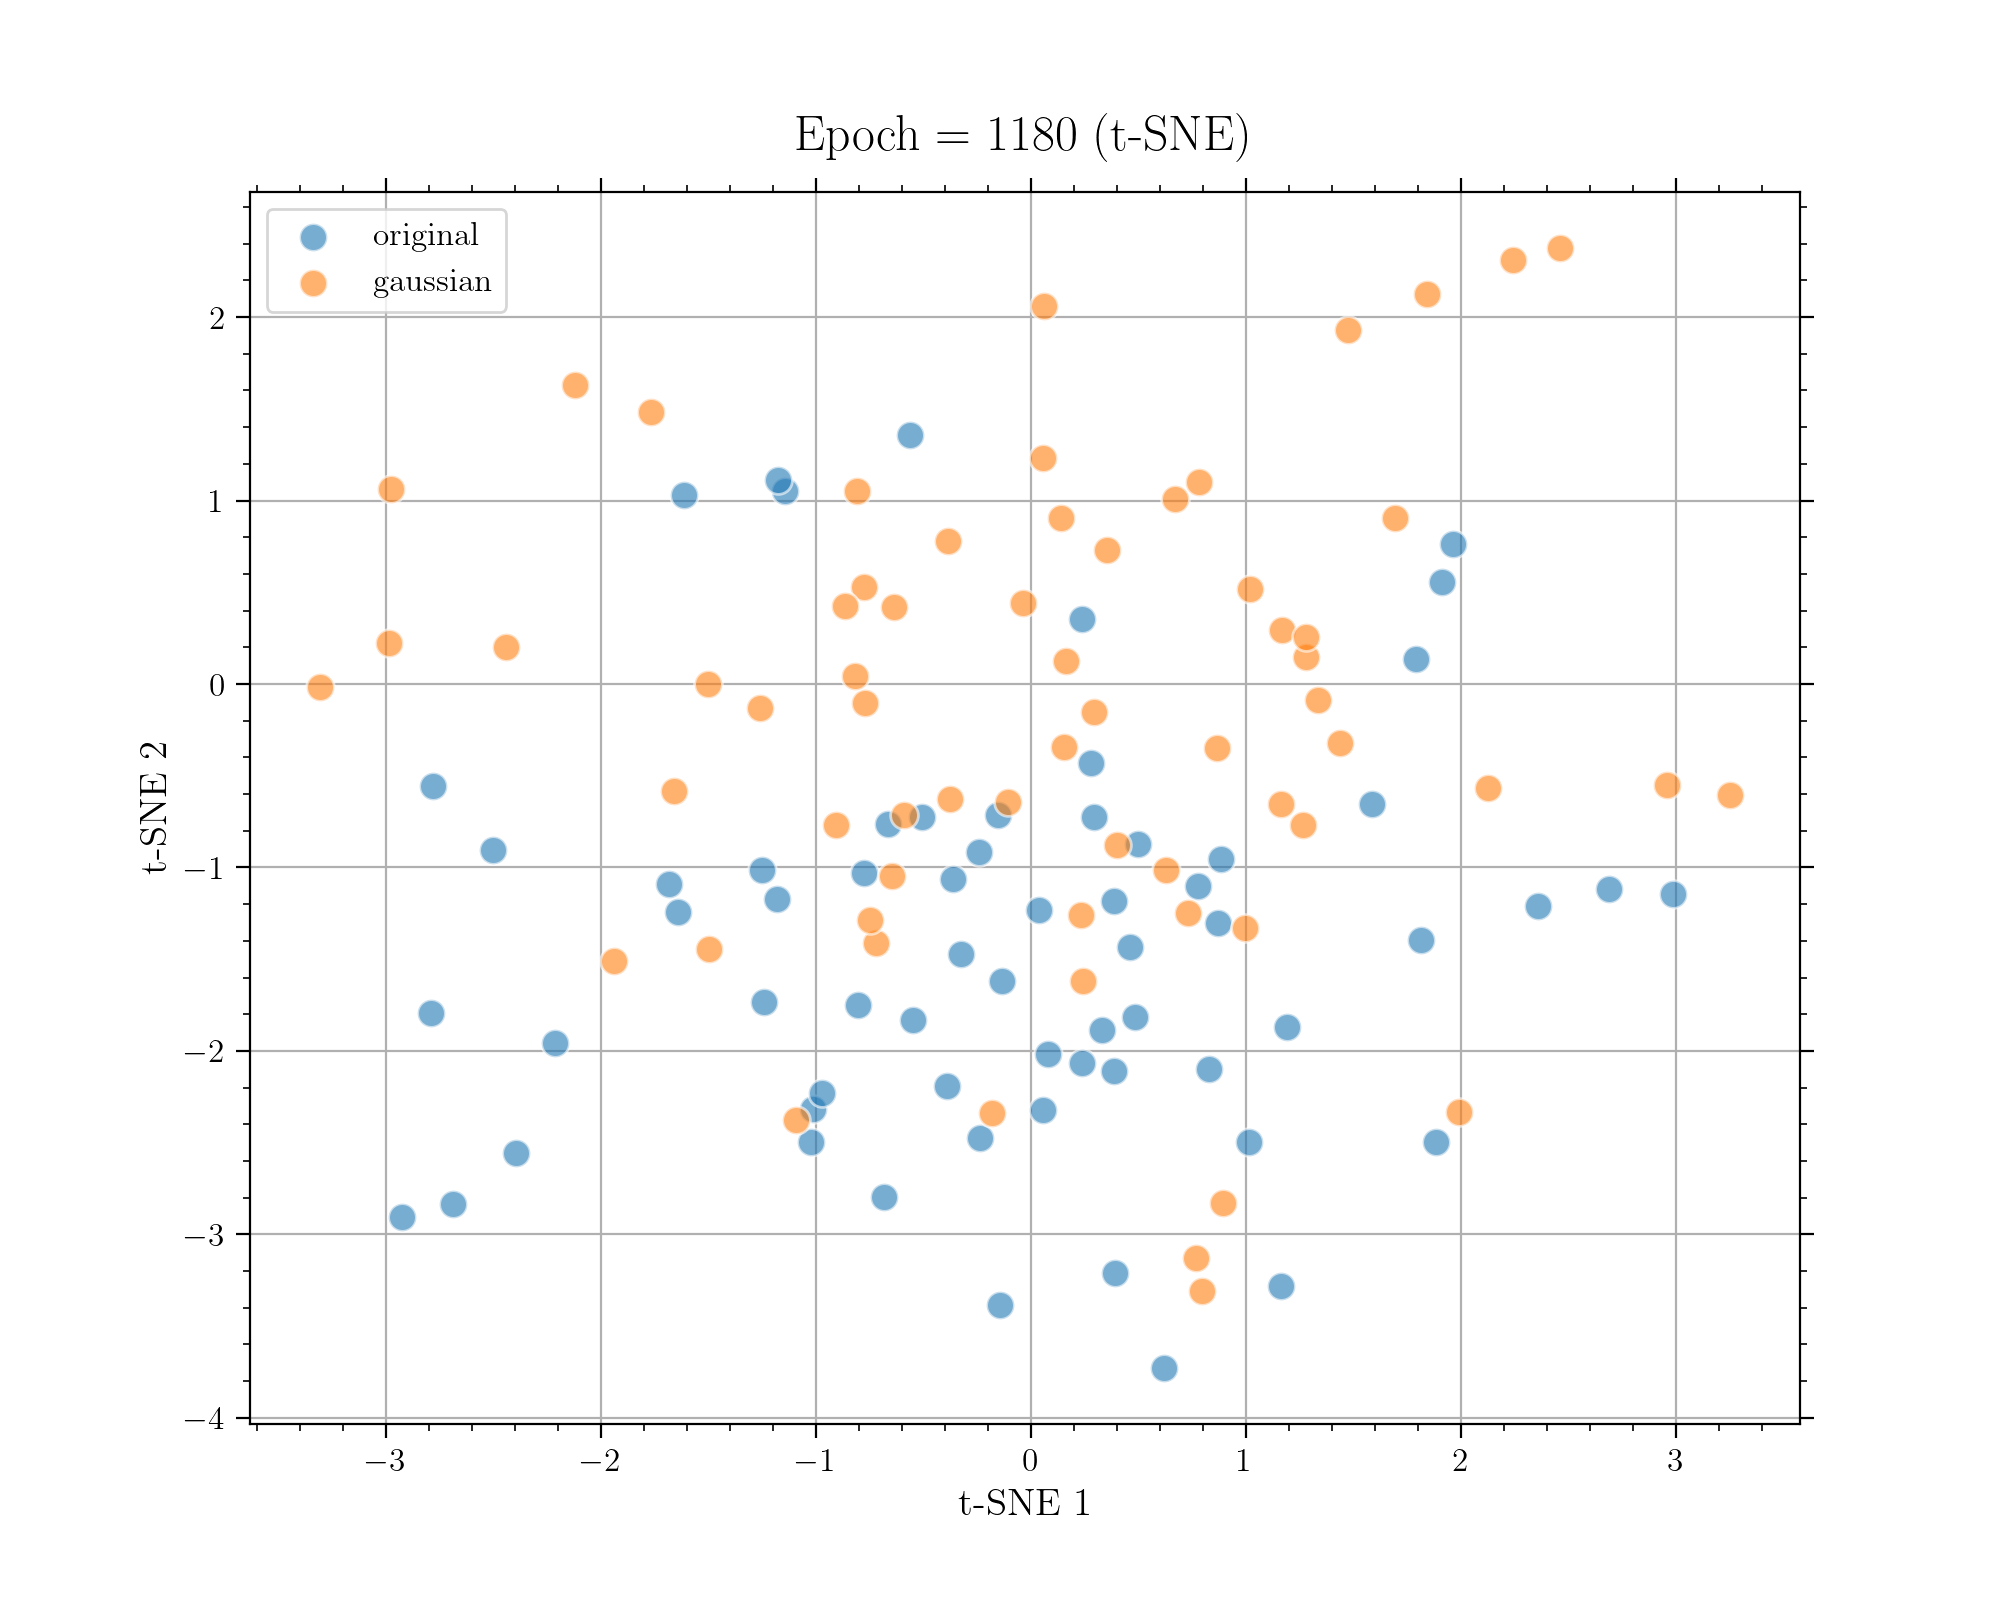 Epoch = 1180 (t-SNE)
original
gaussian
2
1
0
−1
−2
−3
−4
t-SNE 2
−3 −2 −1 0 1 2 3
t-SNE 1